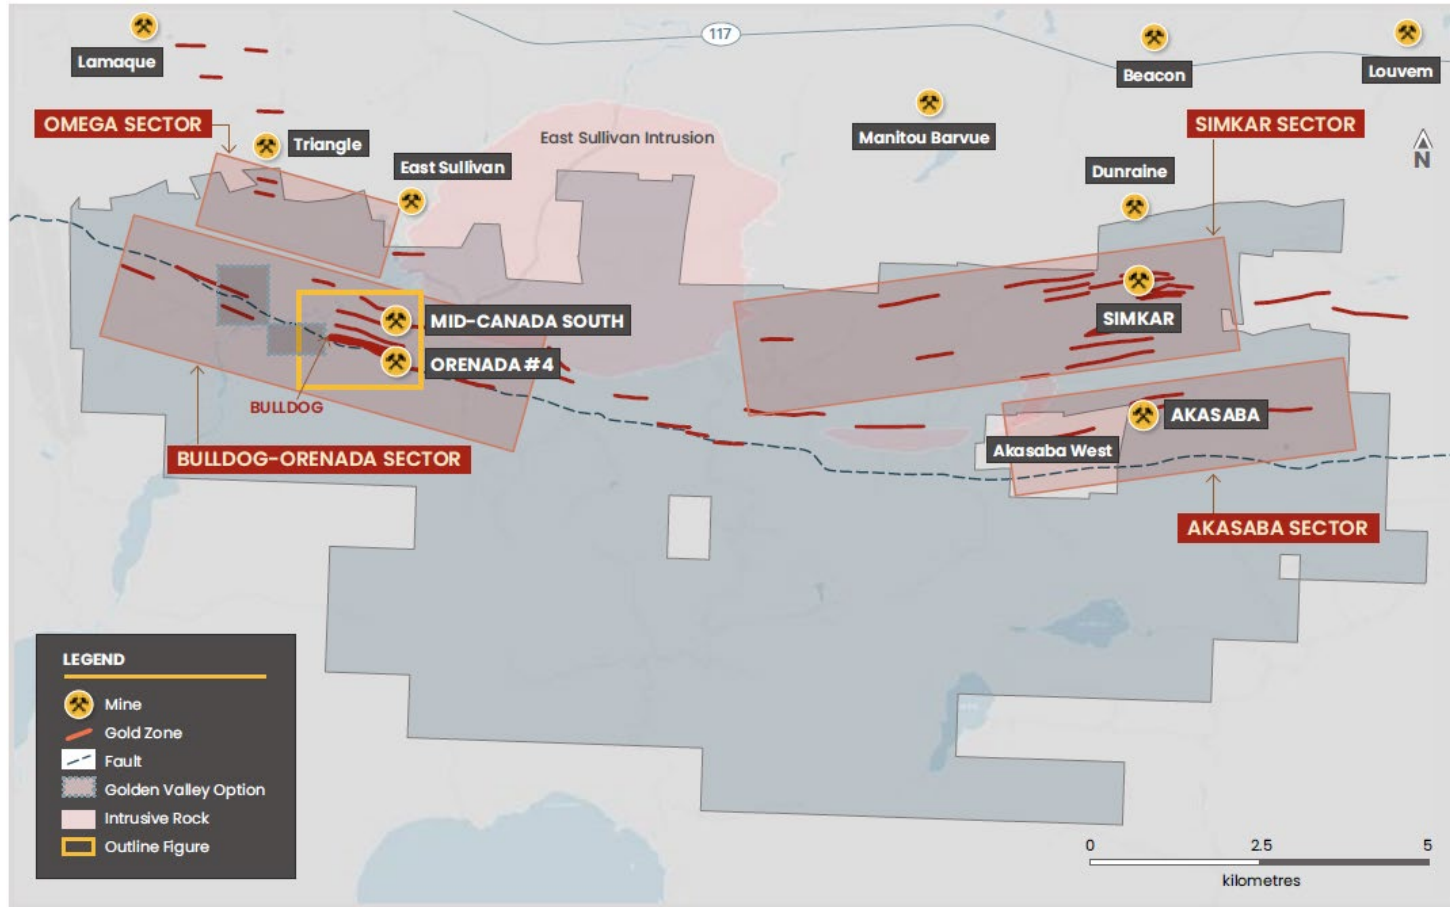 117
Lamaque
Beacon
Louvem
OMEGA SECTOR
SIMKAR SECTOR
Triangle
East Sullivan Intrusion
Manitou Barvue
N
East Sullivan
Dunraine
MID-CANADA SOUTH
SIMKAR
ORENADA #4
BULLDOG
AKASABA
Akasaba West
BULLDOG-ORENADA SECTOR
AKASABA SECTOR
LEGEND
Mine
Gold Zone
Fault
Golden Valley Option
Intrusive Rock
Outline Figure
0 2.5 5
kilometres